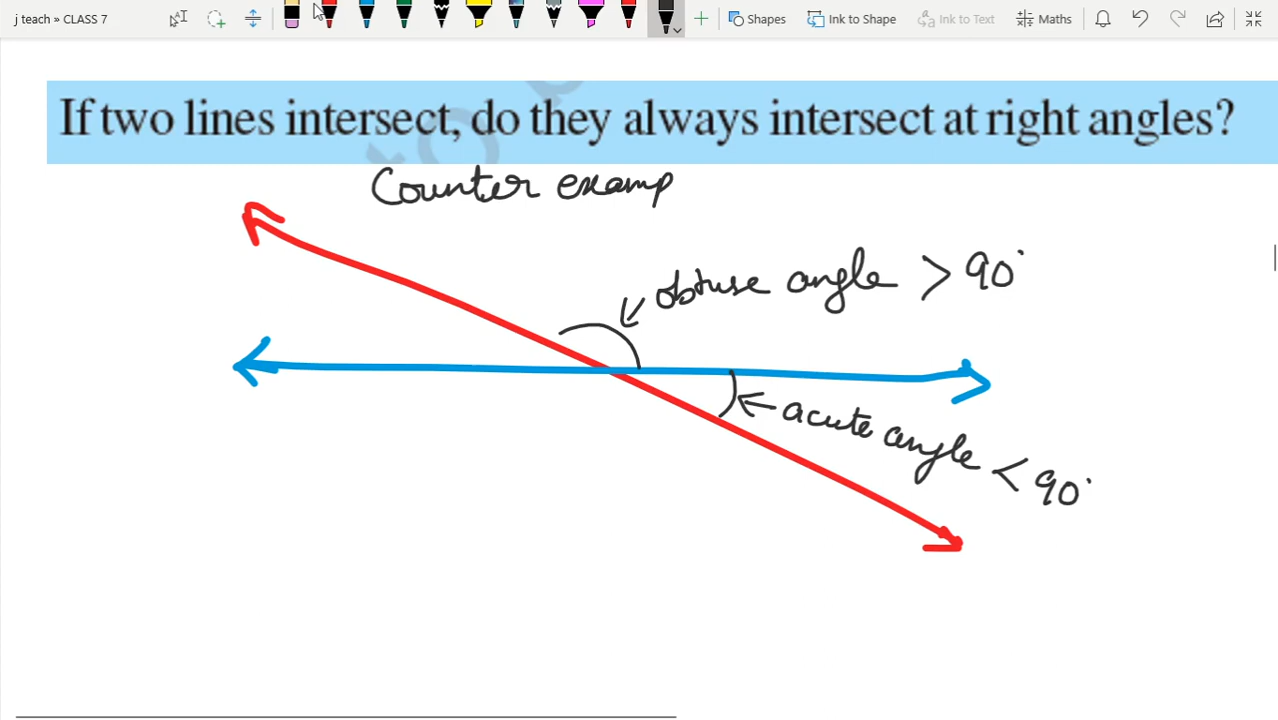 j teach » CLASS 7
Shapes
Ink to Shape
Ink to Text
Maths
If two lines intersect, do they always intersect at right angles?
Counter examp
obtuse angle > 90°
acute angle < 90°